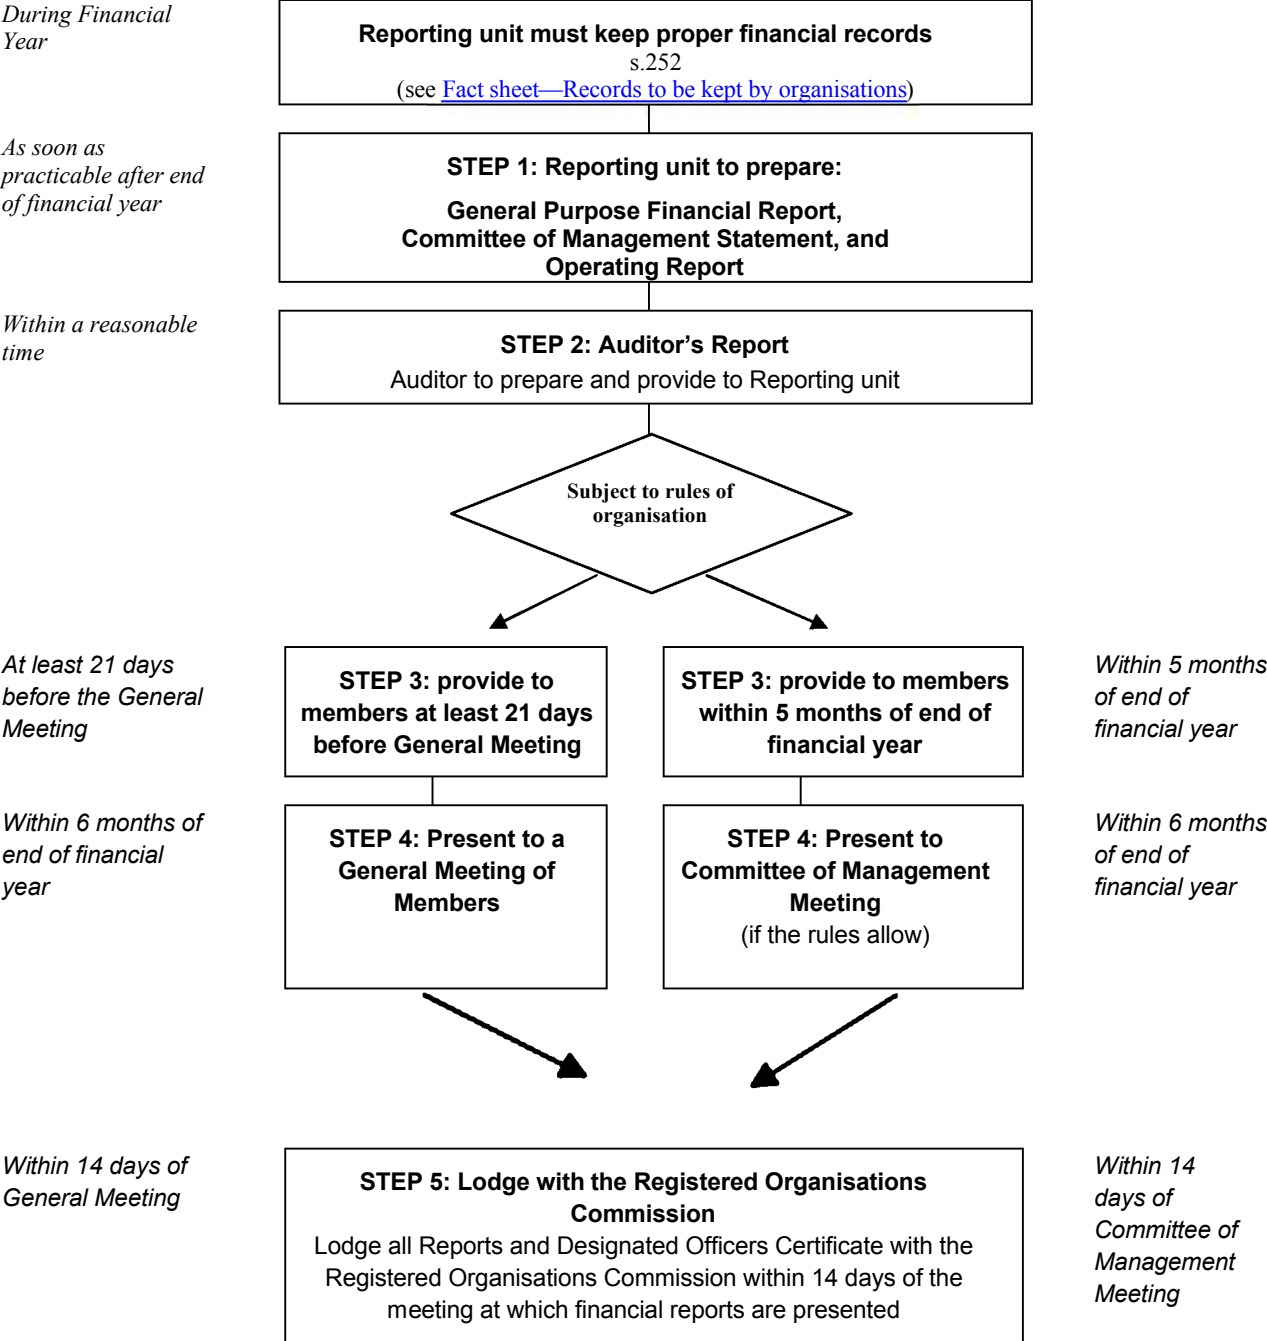 During Financial
Year
Reporting unit must keep proper financial records
s.252
(see Fact sheet—Records to be kept by organisations)
As soon as
practicable after end
of financial year
STEP 1: Reporting unit to prepare:
General Purpose Financial Report,
Committee of Management Statement, and
Operating Report
Within a reasonable
time
STEP 2: Auditor’s Report
Auditor to prepare and provide to Reporting unit
Subject to rules of
organisation
At least 21 days
before the General
Meeting
STEP 3: provide to
members at least 21 days
before General Meeting
STEP 3: provide to members
within 5 months of end of
financial year
Within 5 months
of end of
financial year
Within 6 months of
end of financial
year
STEP 4: Present to a
General Meeting of
Members
STEP 4: Present to
Committee of Management
Meeting
(if the rules allow)
Within 6 months
of end of
financial year
Within 14 days of
General Meeting
STEP 5: Lodge with the Registered Organisations
Commission
Lodge all Reports and Designated Officers Certificate with the
Registered Organisations Commission within 14 days of the
meeting at which financial reports are presented
Within 14
days of
Committee of
Management
Meeting